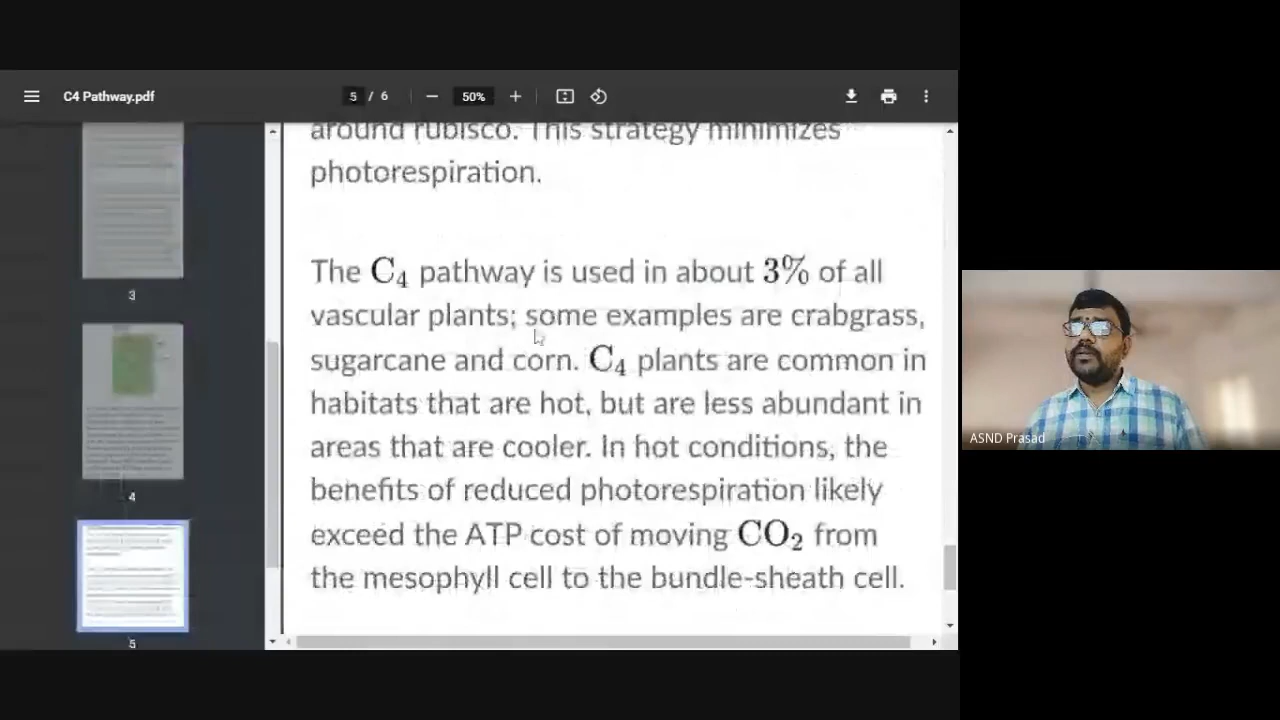 C4 Pathway.pdf
5 / 6
50%
around rubisco. This strategy minimizes
photorespiration.
The C₄ pathway is used in about 3% of all
vascular plants; some examples are crabgrass,
sugarcane and corn. C₄ plants are common in
habitats that are hot, but are less abundant in
areas that are cooler. In hot conditions, the
benefits of reduced photorespiration likely
exceed the ATP cost of moving CO₂ from
the mesophyll cell to the bundle-sheath cell.
3
4
5
ASND Prasad